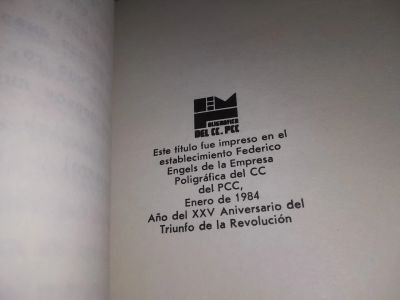 POLIGRÁFICA
DEL CC. PCC
Este título fue impreso en el
establecimiento Federico
Engels de la Empresa
Poligráfica del CC
del PCC,
Enero de 1984
Año del XXV Aniversario del
Triunfo de la Revolución